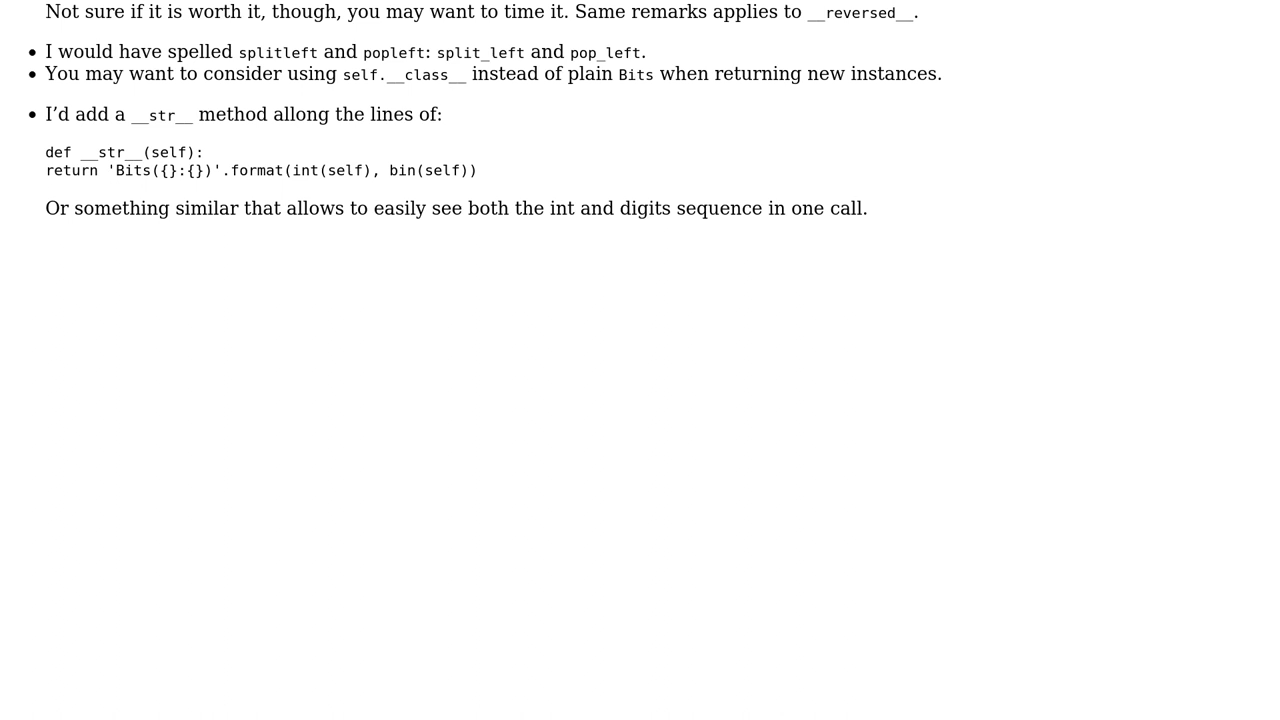 Not sure if it is worth it, though, you may want to time it. Same remarks applies to __reversed__.
• I would have spelled splitleft and popleft: split_left and pop_left.
• You may want to consider using self.__class__ instead of plain Bits when returning new instances.
• I’d add a __str__ method allong the lines of:
def __str__(self):
return 'Bits({}:{})'.format(int(self), bin(self))
Or something similar that allows to easily see both the int and digits sequence in one call.